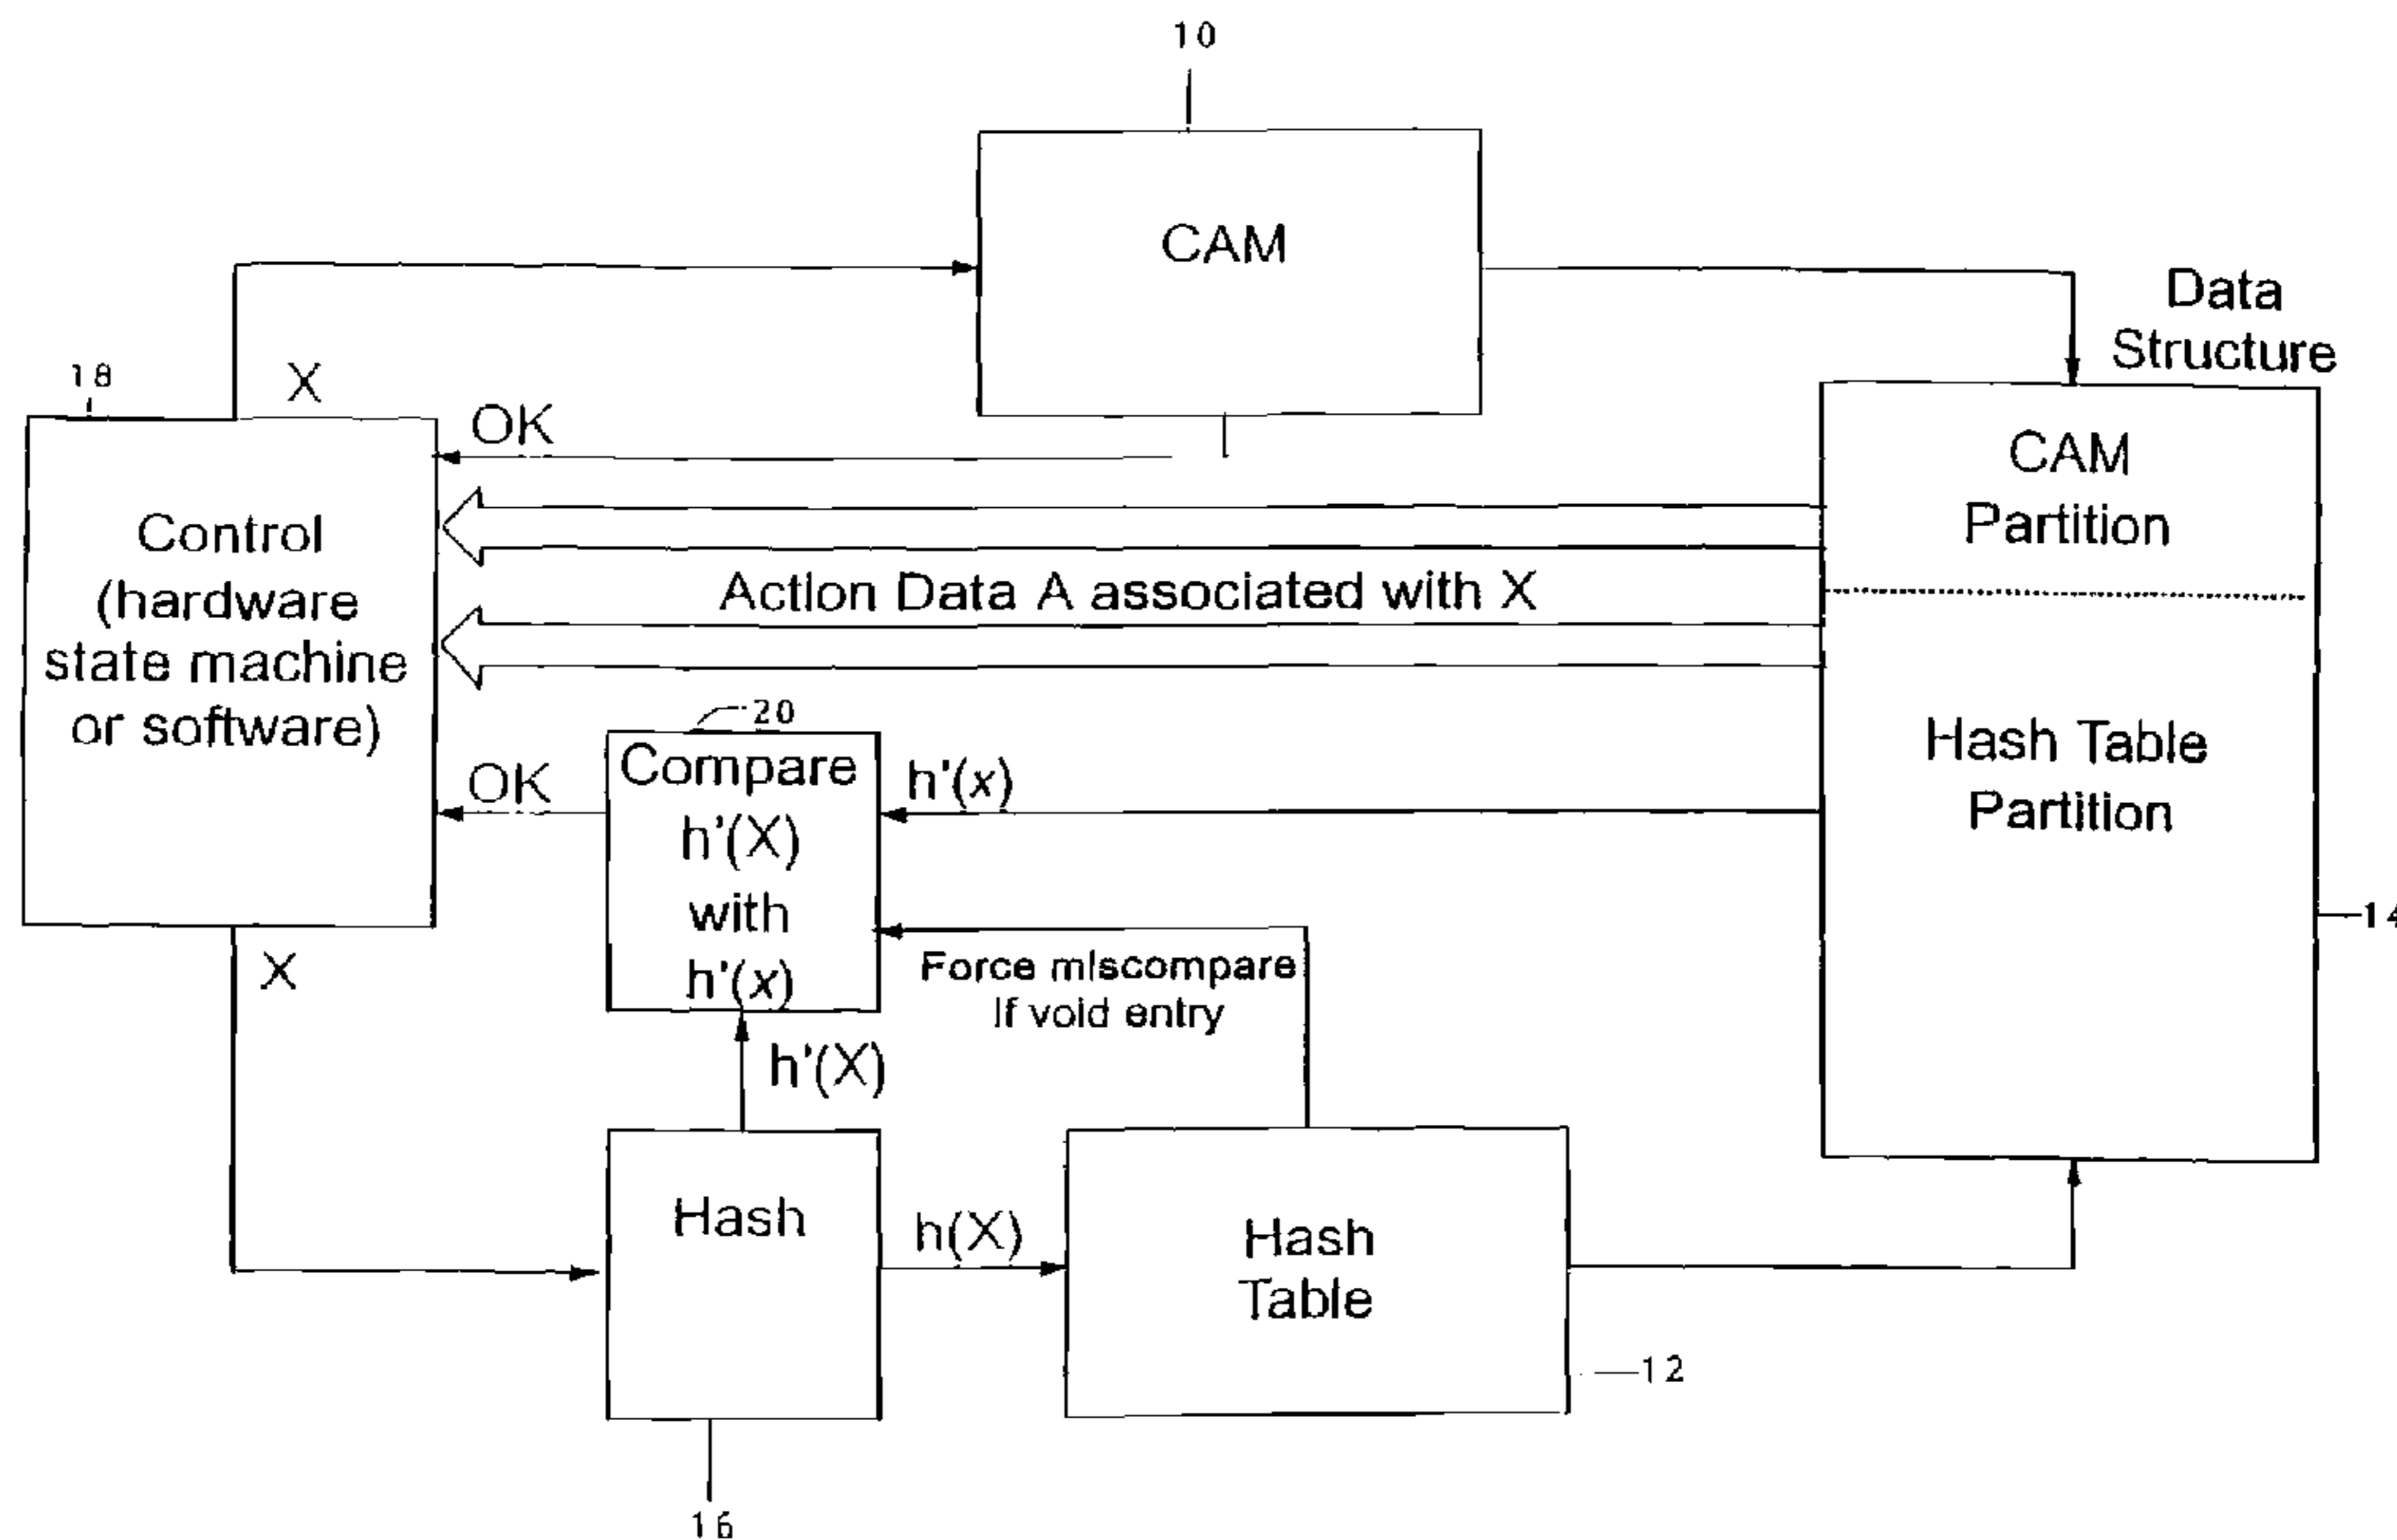 10
CAM
Data
Structure
18
X
OK
CAM
Partition
Control
(hardware
state machine
or software)
Action Data A associated with X
Hash Table
Partition
20
Compare
h'(X)
with
h'(x)
OK
h'(x)
14
X
Force miscompare
If void entry
h'(X)
Hash
h(X)
Hash
Table
12
16